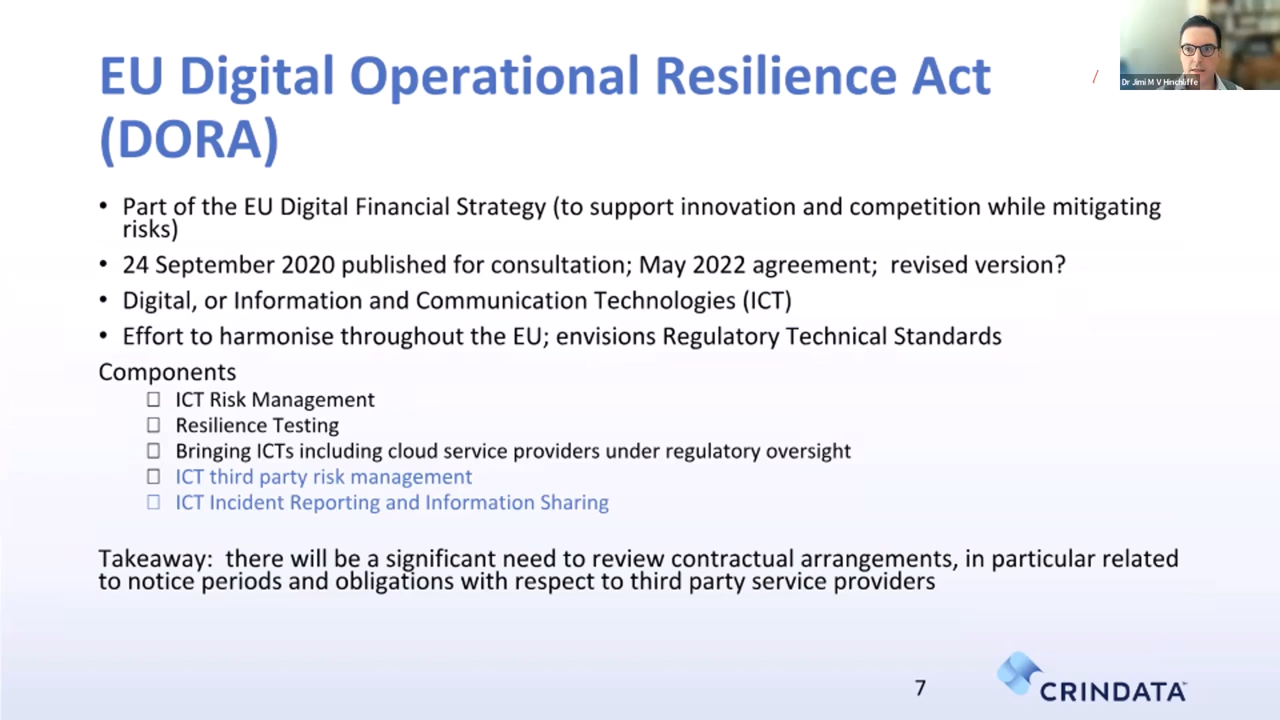 EU Digital Operational Resilience Act
(DORA)
Dr Jimi M V Hinchliffe
• Part of the EU Digital Financial Strategy (to support innovation and competition while mitigating
risks)
• 24 September 2020 published for consultation; May 2022 agreement;  revised version?
• Digital, or Information and Communication Technologies (ICT)
• Effort to harmonise throughout the EU; envisions Regulatory Technical Standards
Components
ICT Risk Management
Resilience Testing
Bringing ICTs including cloud service providers under regulatory oversight
ICT third party risk management
ICT Incident Reporting and Information Sharing
Takeaway:  there will be a significant need to review contractual arrangements, in particular related
to notice periods and obligations with respect to third party service providers
7
CRINDATA™